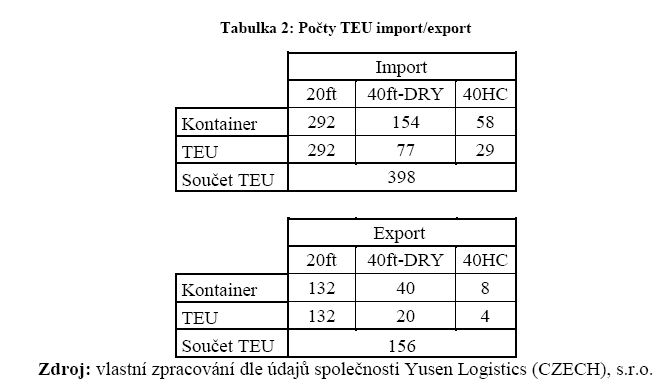 Tabulka 2: Počty TEU import/export
Import
20ft 40ft-DRY 40HC
Kontainer 292 154 58
TEU 292 77 29
Součet TEU 398
Export
20ft 40ft-DRY 40HC
Kontainer 132 40 8
TEU 132 20 4
Součet TEU 156
Zdroj: vlastní zpracování dle údajů společnosti Yusen Logistics (CZECH), s.r.o.